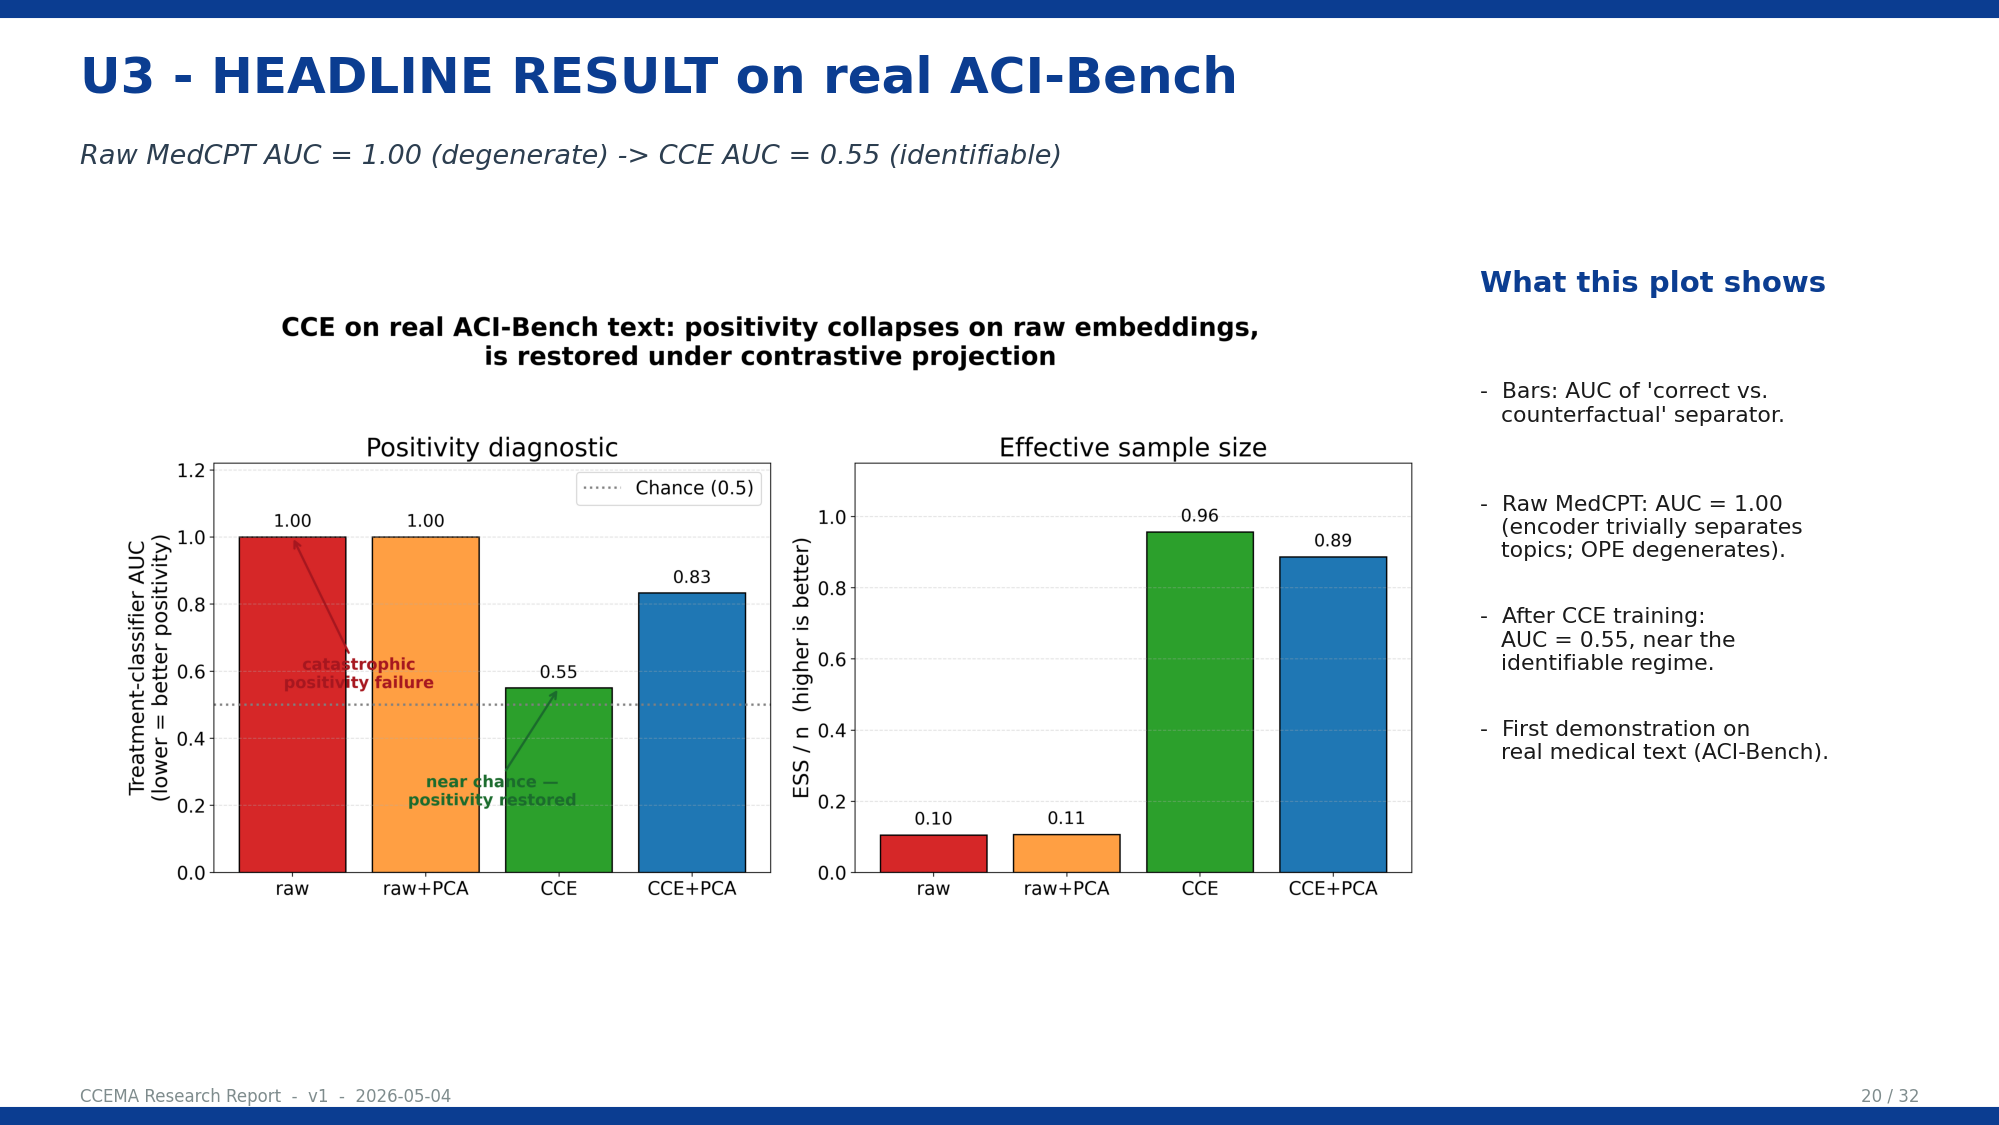 U3 - HEADLINE RESULT on real ACI-Bench
Raw MedCPT AUC = 1.00 (degenerate) -> CCE AUC = 0.55 (identifiable)
CCE on real ACI-Bench text: positivity collapses on raw embeddings,
is restored under contrastive projection
Positivity diagnostic
Treatment-classifier AUC
(lower = better positivity)
1.2
1.0
0.8
0.6
0.4
0.2
0.0
Chance (0.5)
1.00
1.00
0.55
0.83
catastrophic
positivity failure
near chance —
positivity restored
raw
raw+PCA
CCE
CCE+PCA
Effective sample size
ESS / n (higher is better)
1.0
0.8
0.6
0.4
0.2
0.0
0.10
0.11
0.96
0.89
raw
raw+PCA
CCE
CCE+PCA
What this plot shows
- Bars: AUC of 'correct vs.
counterfactual' separator.
- Raw MedCPT: AUC = 1.00
(encoder trivially separates
topics; OPE degenerates).
- After CCE training:
AUC = 0.55, near the
identifiable regime.
- First demonstration on
real medical text (ACI-Bench).
CCEMA Research Report - v1 - 2026-05-04
20 / 32